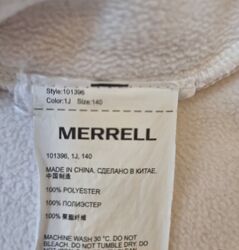 Style:101396
Color:1J Size:140
MERRELL
101396, 1J, 140
MADE IN CHINA. СДЕЛАНО В КИТАЕ.
中国制造
100% POLYESTER
100% ПОЛИЭСТЕР
100% 聚酯纤维
MACHINE WASH 30 °C. DO NOT
BLEACH. DO NOT TUMBLE DRY. DO